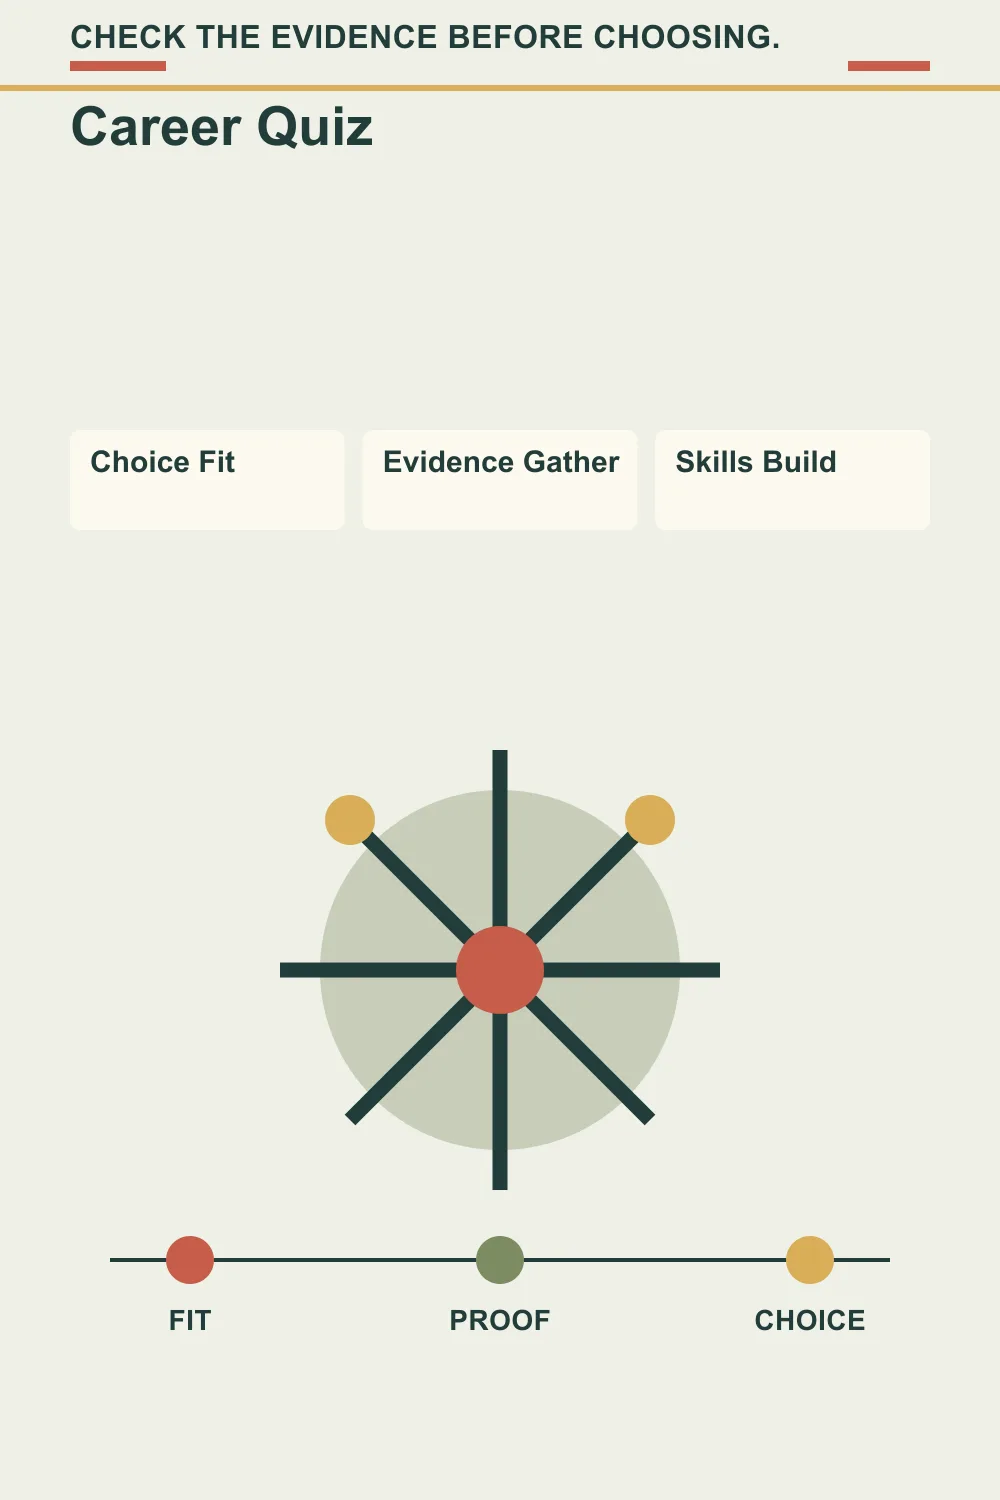 CHECK THE EVIDENCE BEFORE CHOOSING.
Career Quiz
Choice Fit
Evidence Gather
Skills Build
FIT
PROOF
CHOICE